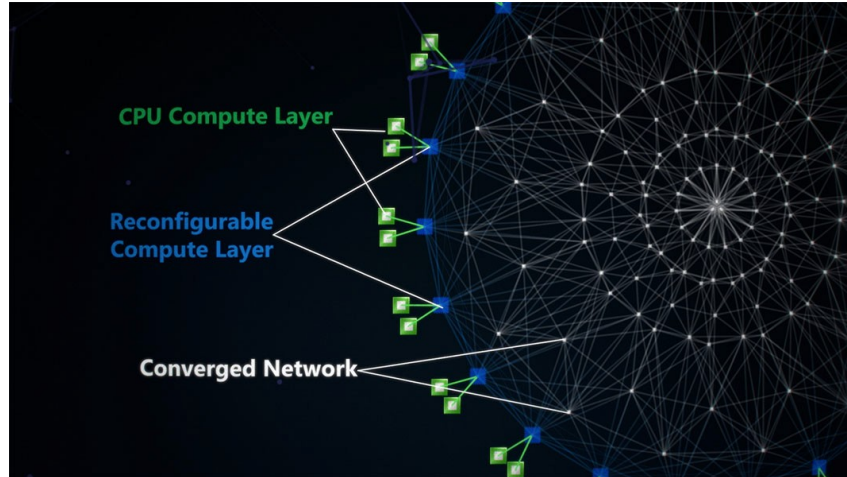 CPU Compute Layer
Reconfigurable
Compute Layer
Converged Network